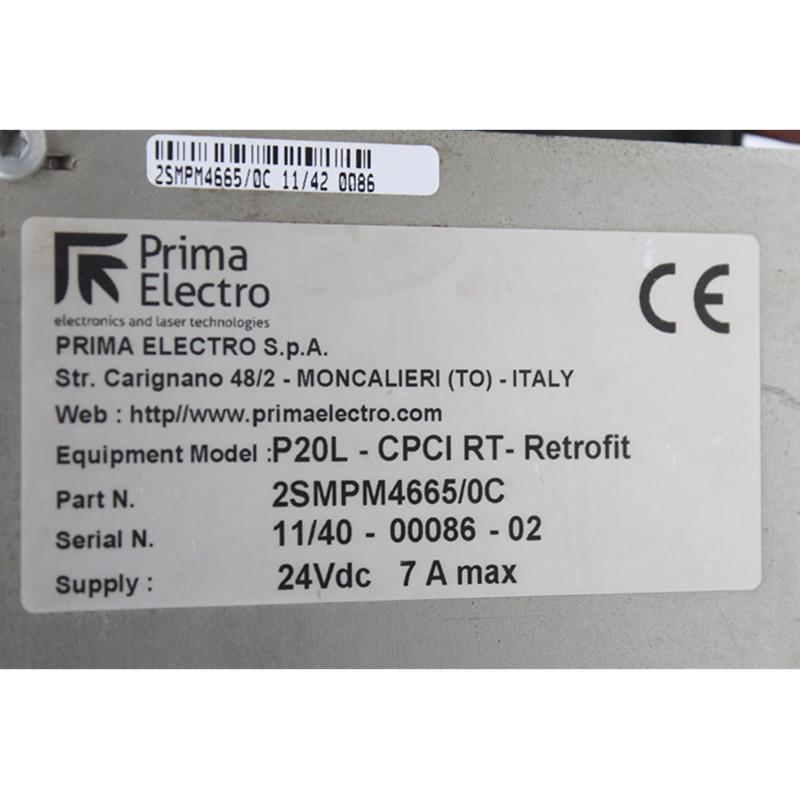 2SMPM4665/0C 11/42 0086
Prima
Electro
electronics and laser technologies
PRIMA ELECTRO S.p.A.
Str. Carignano 48/2 - MONCALIERI (TO) - ITALY
Web : http//www.primaelectro.com
Equipment Model :P20L - CPCI RT- Retrofit
Part N. 2SMPM4665/0C
Serial N. 11/40 - 00086 - 02
Supply : 24Vdc 7 A max
CE